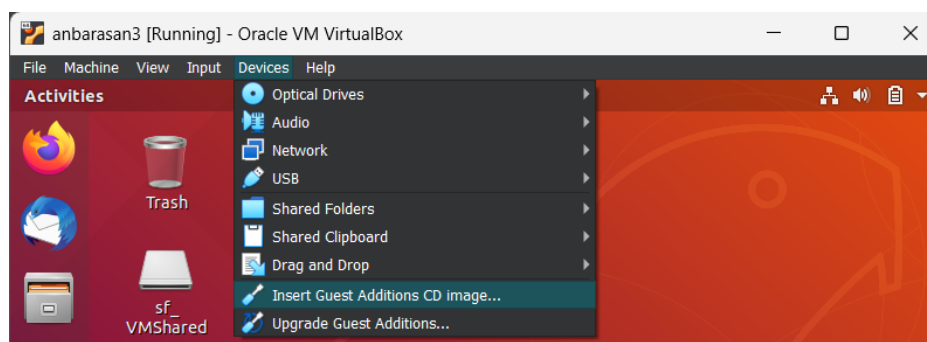 anbarasan3 [Running] - Oracle VM VirtualBox
File Machine View Input Devices Help
Activities
Optical Drives
Audio
Network
USB
Shared Folders
Shared Clipboard
Drag and Drop
Insert Guest Additions CD image...
Upgrade Guest Additions...
Trash
sf_
VMShared